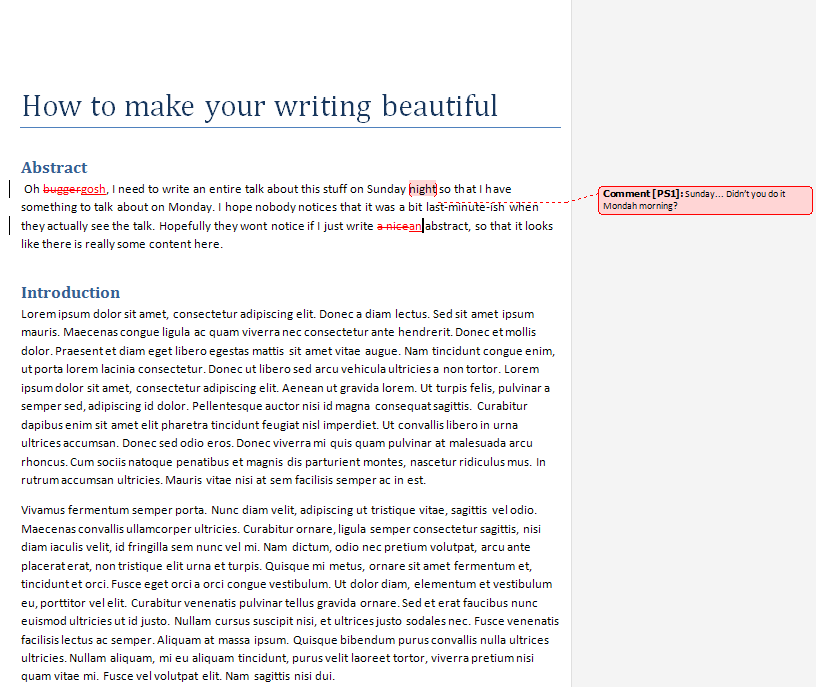 How to make your writing beautiful
Abstract
Oh buggergosh, I need to write an entire talk about this stuff on Sunday night so that I have
something to talk about on Monday. I hope nobody notices that it was a bit last-minute-ish when
they actually see the talk. Hopefully they wont notice if I just write a nicean abstract, so that it looks
like there is really some content here.
Comment [PS1]: Sunday... Didn't you do it
Mondah morning?
Introduction
Lorem ipsum dolor sit amet, consectetur adipiscing elit. Donec a diam lectus. Sed sit amet ipsum
mauris. Maecenas congue ligula ac quam viverra nec consectetur ante hendrerit. Donec et mollis
dolor. Praesent et diam eget libero egestas mattis sit amet vitae augue. Nam tincidunt congue enim,
ut porta lorem lacinia consectetur. Donec ut libero sed arcu vehicula ultricies a non tortor. Lorem
ipsum dolor sit amet, consectetur adipiscing elit. Aenean ut gravida lorem. Ut turpis felis, pulvinar a
semper sed, adipiscing id dolor. Pellentesque auctor nisi id magna consequat sagittis. Curabitur
dapibus enim sit amet elit pharetra tincidunt feugiat nisl imperdiet. Ut convallis libero in urna
ultrices accumsan. Donec sed odio eros. Donec viverra mi quis quam pulvinar at malesuada arcu
rhoncus. Cum sociis natoque penatibus et magnis dis parturient montes, nascetur ridiculus mus. In
rutrum accumsan ultricies. Mauris vitae nisi at sem facilisis semper ac in est.
Vivamus fermentum semper porta. Nunc diam velit, adipiscing ut tristique vitae, sagittis vel odio.
Maecenas convallis ullamcorper ultricies. Curabitur ornare, ligula semper consectetur sagittis, nisi
diam iaculis velit, id fringilla sem nunc vel mi. Nam dictum, odio nec pretium volutpat, arcu ante
placerat erat, non tristique elit urna et turpis. Quisque mi metus, ornare sit amet fermentum et,
tincidunt et orci. Fusce eget orci a orci congue vestibulum. Ut dolor diam, elementum et vestibulum
eu, porttitor vel elit. Curabitur venenatis pulvinar tellus gravida ornare. Sed et erat faucibus nunc
euismod ultricies ut id justo. Nullam cursus suscipit nisi, et ultrices justo sodales nec. Fusce venenatis
facilisis lectus ac semper. Aliquam at massa ipsum. Quisque bibendum purus convallis nulla ultrices
ultricies. Nullam aliquam, mi eu aliquam tincidunt, purus velit laoreet tortor, viverra pretium nisi
quam vitae mi. Fusce vel volutpat elit. Nam sagittis nisi dui.